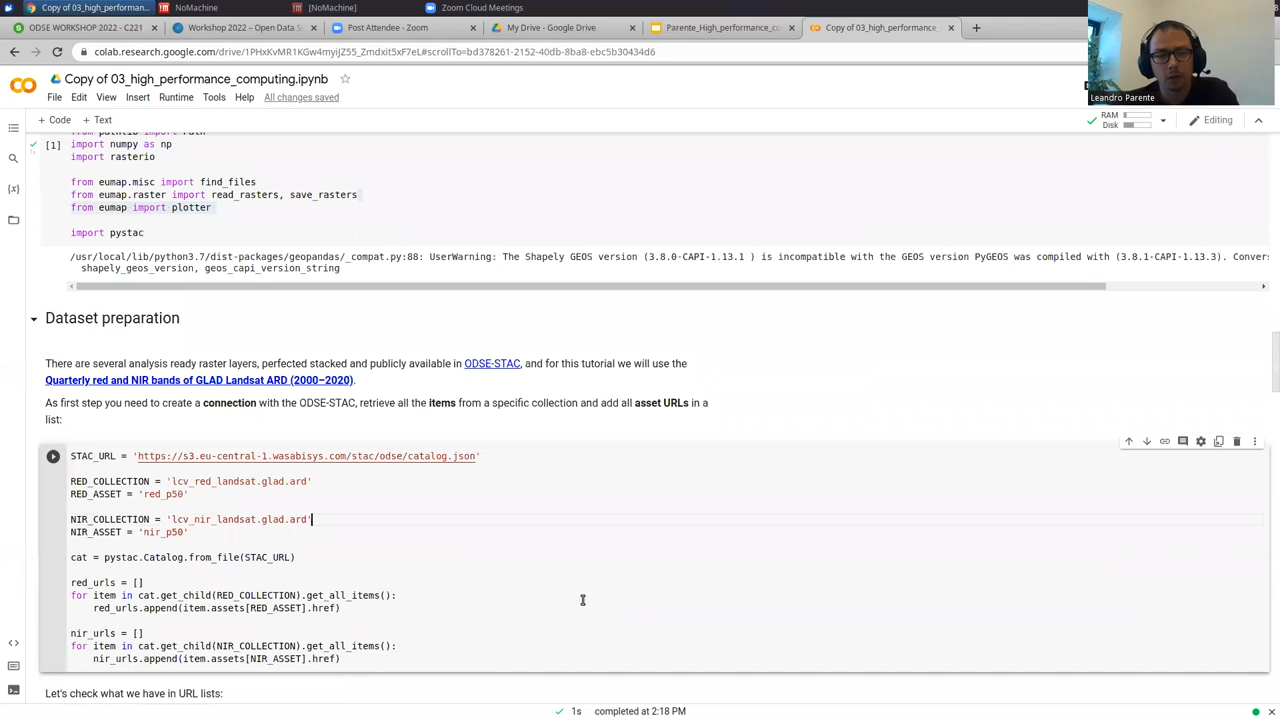 NoMachine
NoMachine
[NoMachine]
Zoom Cloud Meetings
ODSE WORKSHOP 2022 – C221
Workshop 2022 – Open Data S
Post Attendee - Zoom
My Drive - Google Drive
Parente_High_performance_c
Copy of 03_high_performance
colab.research.google.com/drive/1PHxKvMR1KGw4myiJZ55_Zmdxit5xF7eL#scrollTo=bd378261-2152-40db-8ba8-ebc5b30434d6
Leandro Parente
Copy of 03_high_performance_computing.ipynb
File Edit View Insert Runtime Tools Help All changes saved
+ Code + Text
RAM
Disk
Editing
from pathlib import Path
[1] import numpy as np
1s
import rasterio
from eumap.misc import find_files
from eumap.raster import read_rasters, save_rasters
from eumap import plotter
import pystac
/usr/local/lib/python3.7/dist-packages/geopandas/_compat.py:88: UserWarning: The Shapely GEOS version (3.8.0-CAPI-1.13.1 ) is incompatible with the GEOS version PyGEOS was compiled with (3.8.1-CAPI-1.13.3). Convers
shapely_geos_version, geos_capi_version_string
Dataset preparation
There are several analysis ready raster layers, perfected stacked and publicly available in ODSE-STAC, and for this tutorial we will use the
Quarterly red and NIR bands of GLAD Landsat ARD (2000–2020).
As first step you need to create a connection with the ODSE-STAC, retrieve all the items from a specific collection and add all asset URLs in a
list:
STAC_URL = 'https://s3.eu-central-1.wasabisys.com/stac/odse/catalog.json'
RED_COLLECTION = 'lcv_red_landsat.glad.ard'
RED_ASSET = 'red_p50'
NIR_COLLECTION = 'lcv_nir_landsat.glad.ard'
NIR_ASSET = 'nir_p50'
cat = pystac.Catalog.from_file(STAC_URL)
red_urls = []
for item in cat.get_child(RED_COLLECTION).get_all_items():
red_urls.append(item.assets[RED_ASSET].href)
nir_urls = []
for item in cat.get_child(NIR_COLLECTION).get_all_items():
nir_urls.append(item.assets[NIR_ASSET].href)
Let's check what we have in URL lists:
1s completed at 2:18 PM